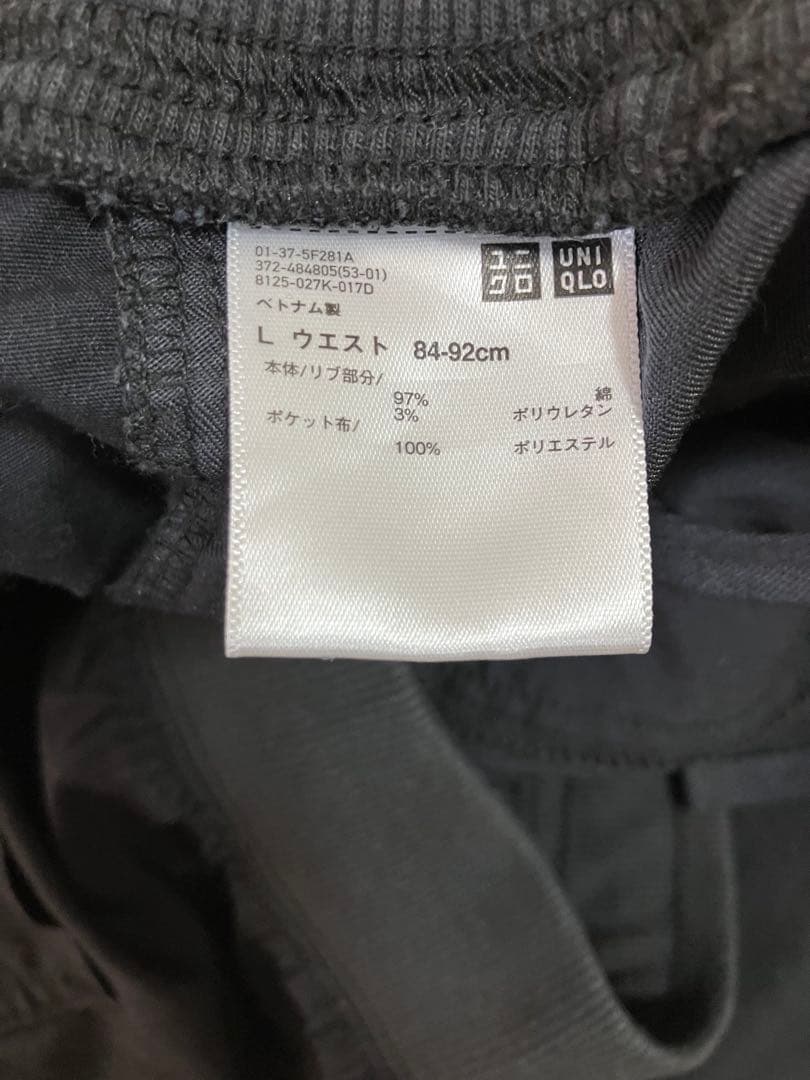 01-37-5F281A
372-484805(53-01)
8125-027K-017D
ユニ
クロ
UNI
QLO
ベトナム製
L ウエスト 84-92cm
本体/リブ部分/
97% 綿
3% ポリウレタン
ポケット布/
100% ポリエステル